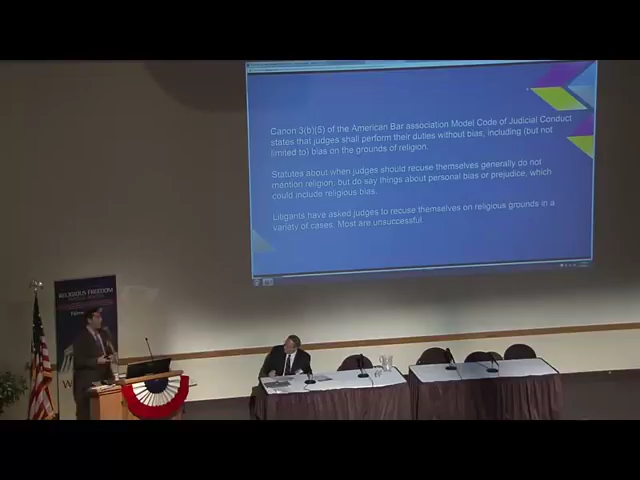 Canon 3(b)(5) of the American Bar association Model Code of Judicial Conduct
states that judges shall perform their duties without bias, including (but not
limited to) bias on the grounds of religion.
Statutes about when judges should recuse themselves generally do not
mention religion, but do say things about personal bias or prejudice, which
could include religious bias.
Litigants have asked judges to recuse themselves on religious grounds in a
variety of cases. Most are unsuccessful
RELIGIOUS FREEDOM